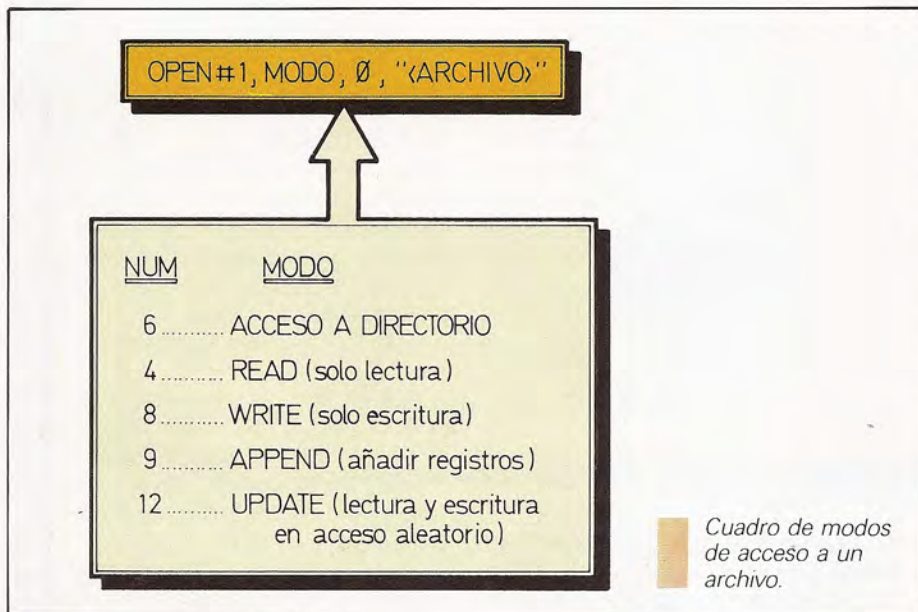 OPEN#1, MODO, Ø, "<ARCHIVO>"
NUM MODO
6.......... ACCESO A DIRECTORIO
4........... READ (solo lectura)
8........... WRITE (solo escritura)
9........... APPEND (añadir registros)
12.......... UPDATE (lectura y escritura
en acceso aleatorio)
Cuadro de modos
de acceso a un
archivo.